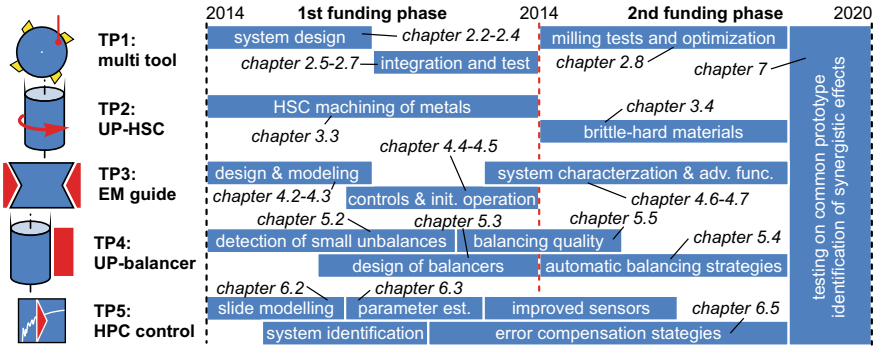 2014 1st funding phase 2014 2nd funding phase 2020
TP1:
multi tool
system design
chapter 2.2-2.4
chapter 2.5-2.7
integration and test
milling tests and optimization
chapter 2.8
chapter 7
TP2:
UP-HSC
HSC machining of metals
chapter 3.3
chapter 3.4
brittle-hard materials
TP3:
EM guide
design & modeling
chapter 4.2-4.3
chapter 4.4-4.5
controls & init. operation
system characterzation & adv. func.
chapter 4.6-4.7
TP4:
UP-balancer
chapter 5.2
detection of small unbalances
chapter 5.3
design of balancers
balancing quality
chapter 5.5
chapter 5.4
automatic balancing strategies
TP5:
HPC control
chapter 6.2
slide modelling
chapter 6.3
parameter est.
improved sensors
chapter 6.5
system identification
error compensation stategies
testing on common prototype
identification of synergistic effects